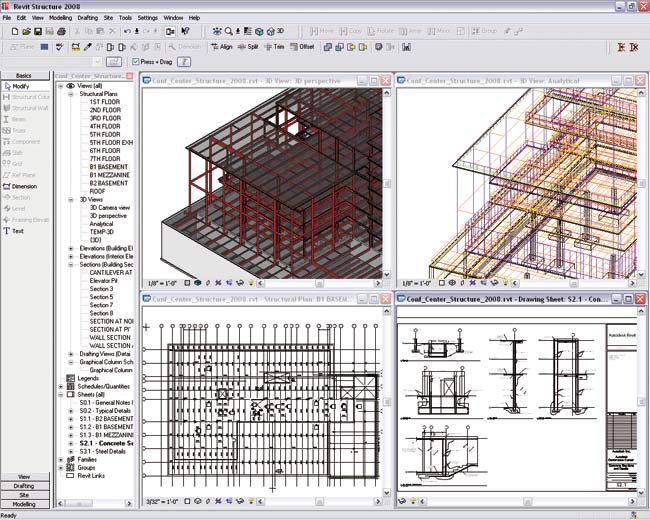 Revit Structure 2008
File Edit View Modelling Drafting Site Tools Settings Window Help
3D Move Copy Rotate Array Mirror Group
Plane Demolish Align Split Trim Offset
Press + Drag
Basics
Modify
Structural Colu
Structural Wall
Beam
Truss
Component
Slab
Grid
Ref Plane
Dimension
Section
Level
Framing Elevati
Text
View
Drafting
Site
Modelling
Ready
Conf_Center_Structure_2008.r
Views (all)
Structural Plans
1ST FLOOR
2ND FLOOR
3RD FLOOR
4TH FLOOR
5TH FLOOR
5TH FLOOR EXH
6TH FLOOR
7TH FLOOR
B1 BASEMENT
B1 MEZZANINE
B2 BASEMENT
ROOF
3D Views
3D Camera view
3D perspective
Analytical
TEMP-3D
{3D}
Elevations (Building El
Elevations (Interior Ele
Sections (Building Sec
CANTILEVER AT
Elevator Pit
Section 3
Section 5
Section 7
Section 8
SECTION AT NOI
SECTION AT PI
WALL SECTION
WALL SECTION A
Drafting Views (Detai
Graphical Column Sch
Graphical Column
Legends
Schedules/Quantities
Sheets (all)
S0.1 - General Notes
S0.2 - Typical Details
S1.1 - B2 BASEMENT
S1.2 - B1 BASEMENT
S1.3 - B1 MEZZANINE
S2.1 - Concrete Se
S3.1 - Steel Details
Families
Groups
Revit Links
Conf_Center_Structure_2008.rvt - 3D View: 3D perspective
1/8" = 1'-0"
Conf_Center_Structure_2008.rvt - 3D View: Analytical
1/8" = 1'-0"
Conf_Center_Structure_2008.rvt - Structural Plan: B1 BASEM...
3/32" = 1'-0"
Conf_Center_Structure_2008.rvt - Drawing Sheet: S2.1 - Con...
Autodesk Revit
Autodesk Inc.
S2.1